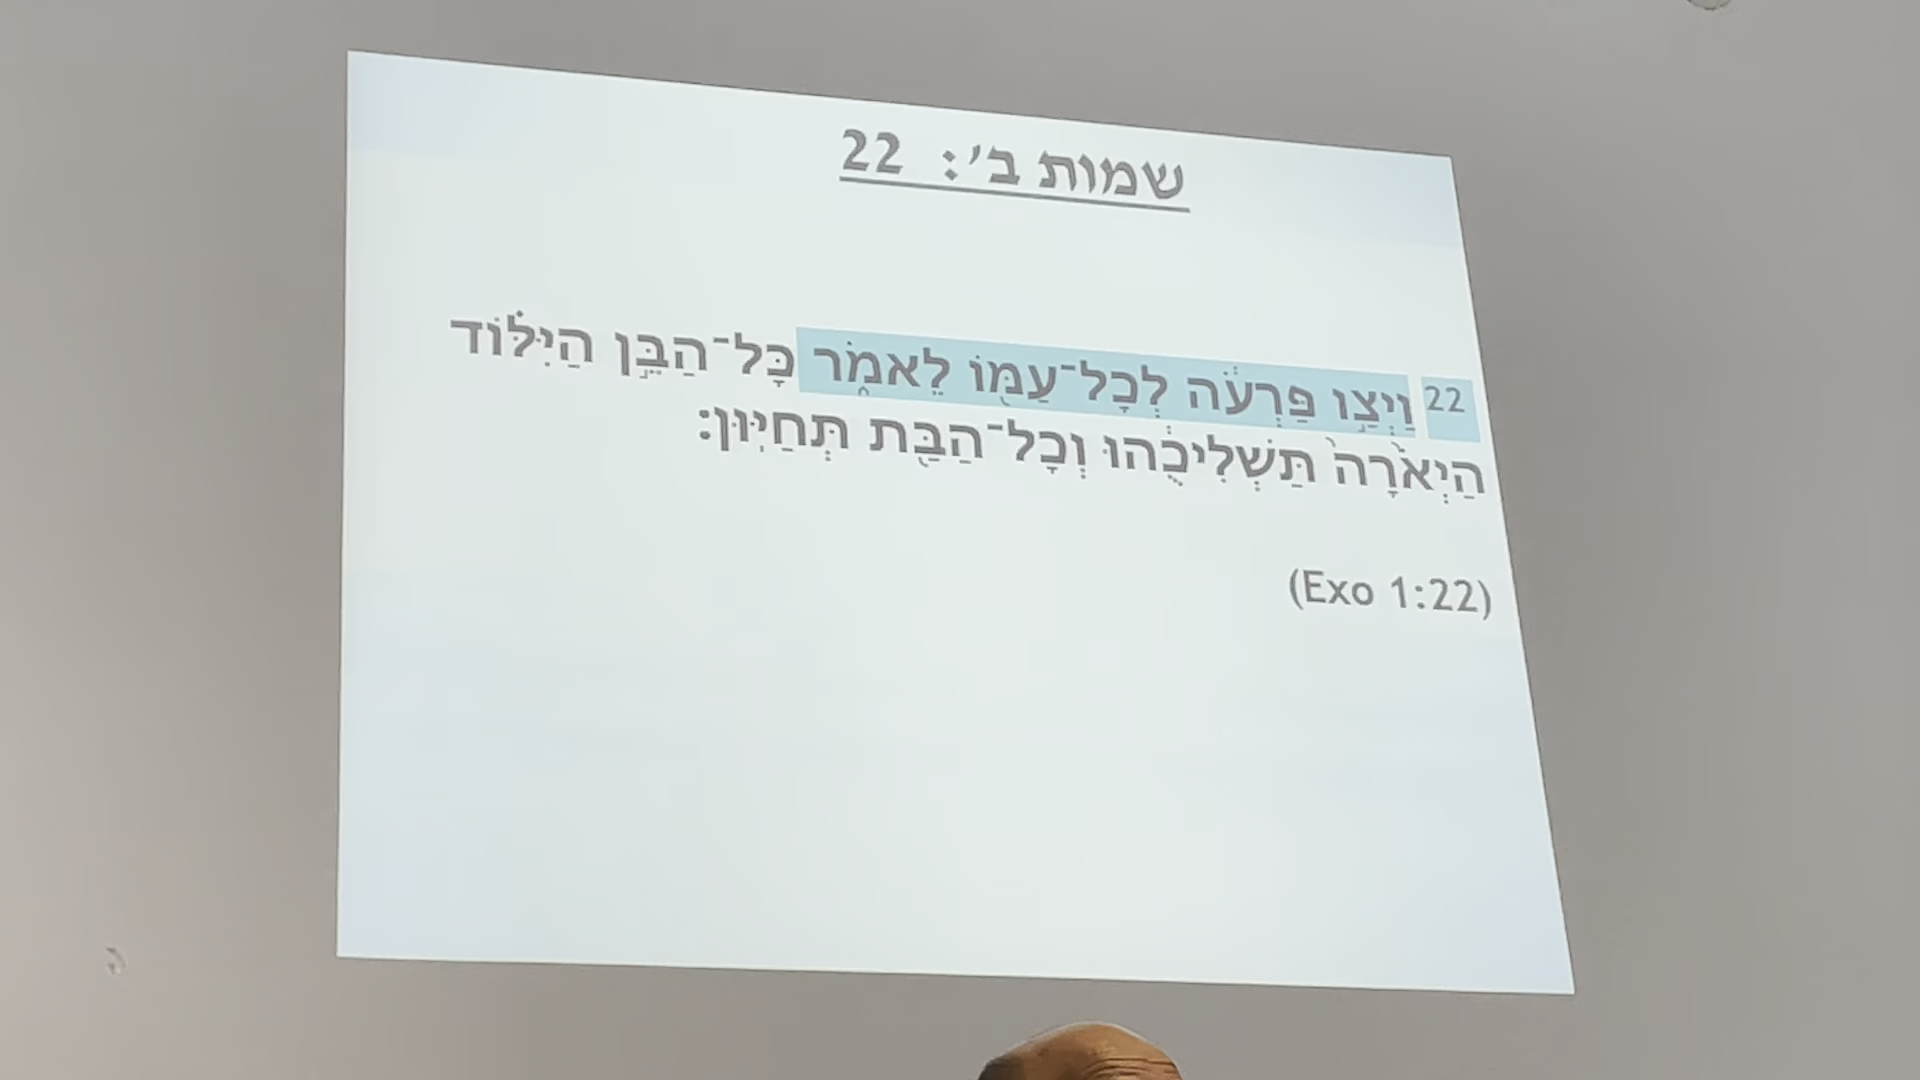 שמות ב׳: 22
22 וַיְצַ֣ו פַּרְעֹ֔ה לְכָל־עַמּ֖וֹ לֵאמֹ֑ר כָּל־הַבֵּ֣ן הַיִּלּ֗וֹד
הַיְאֹ֙רָה֙ תַּשְׁלִיכֻ֔הוּ וְכָל־הַבַּ֖ת תְּחַיּֽוּן׃
(Exo 1:22)